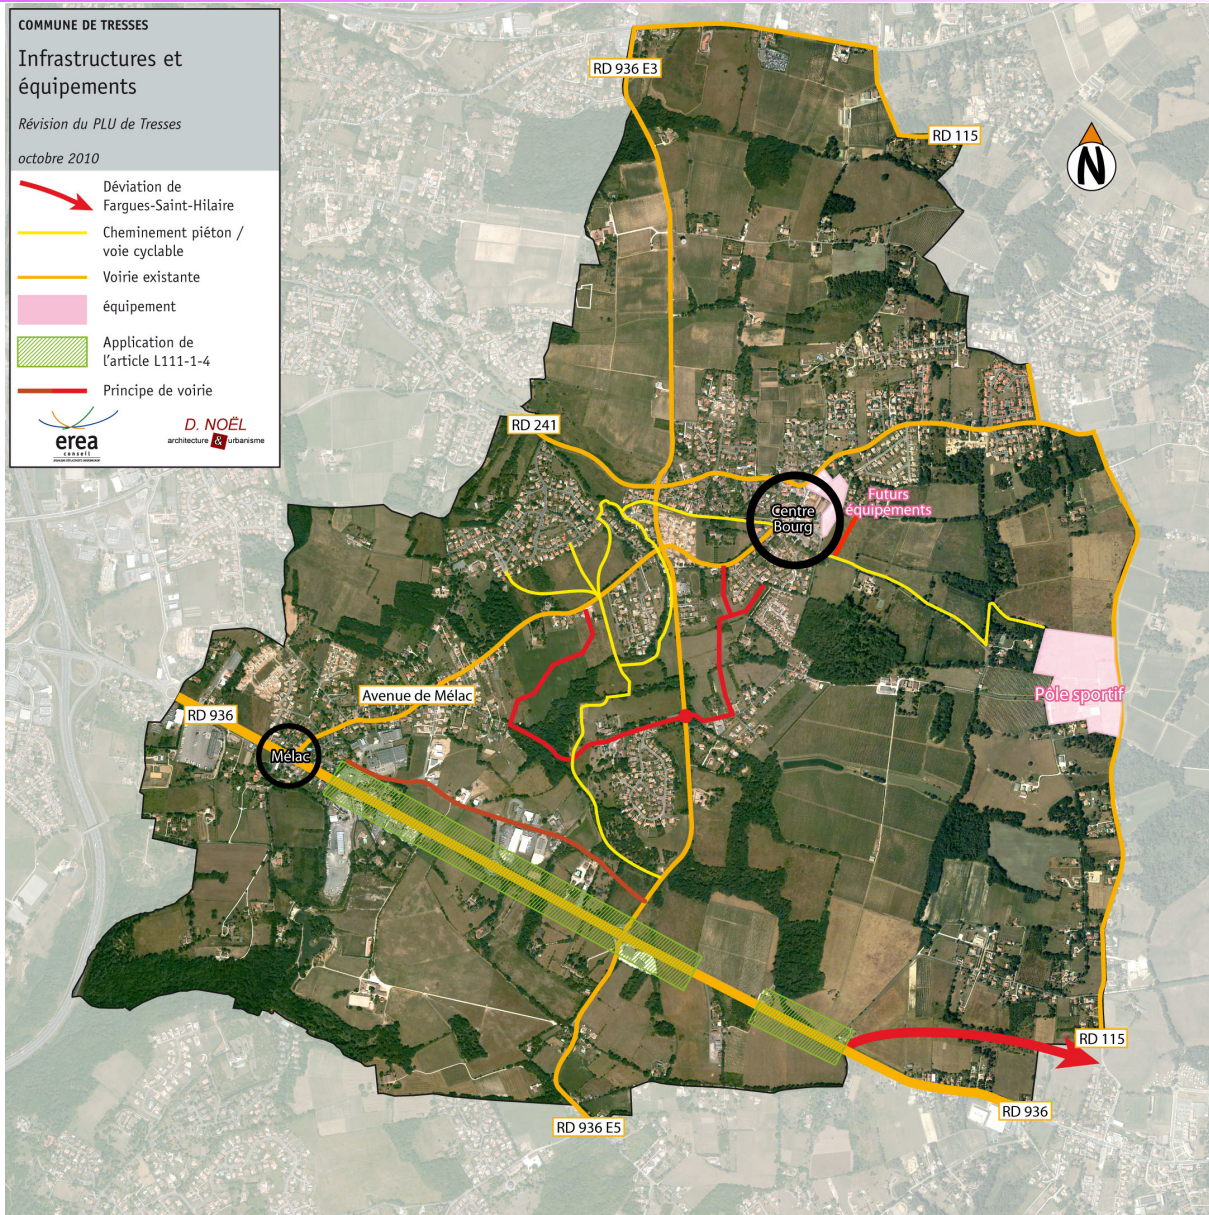 COMMUNE DE TRESSES
Infrastructures et
équipements
Révision du PLU de Tresses
octobre 2010
Déviation de
Fargues-Saint-Hilaire
Cheminement piéton /
voie cyclable
Voirie existante
équipement
Application de
l'article L111-1-4
Principe de voirie
erea
conseil
D. NOËL
architecture & urbanisme
RD 936 E3
RD 115
N
RD 241
Centre
Bourg
Futurs
équipements
Avenue de Mélac
Pôle sportif
RD 936
Mélac
RD 115
RD 936
RD 936 E5